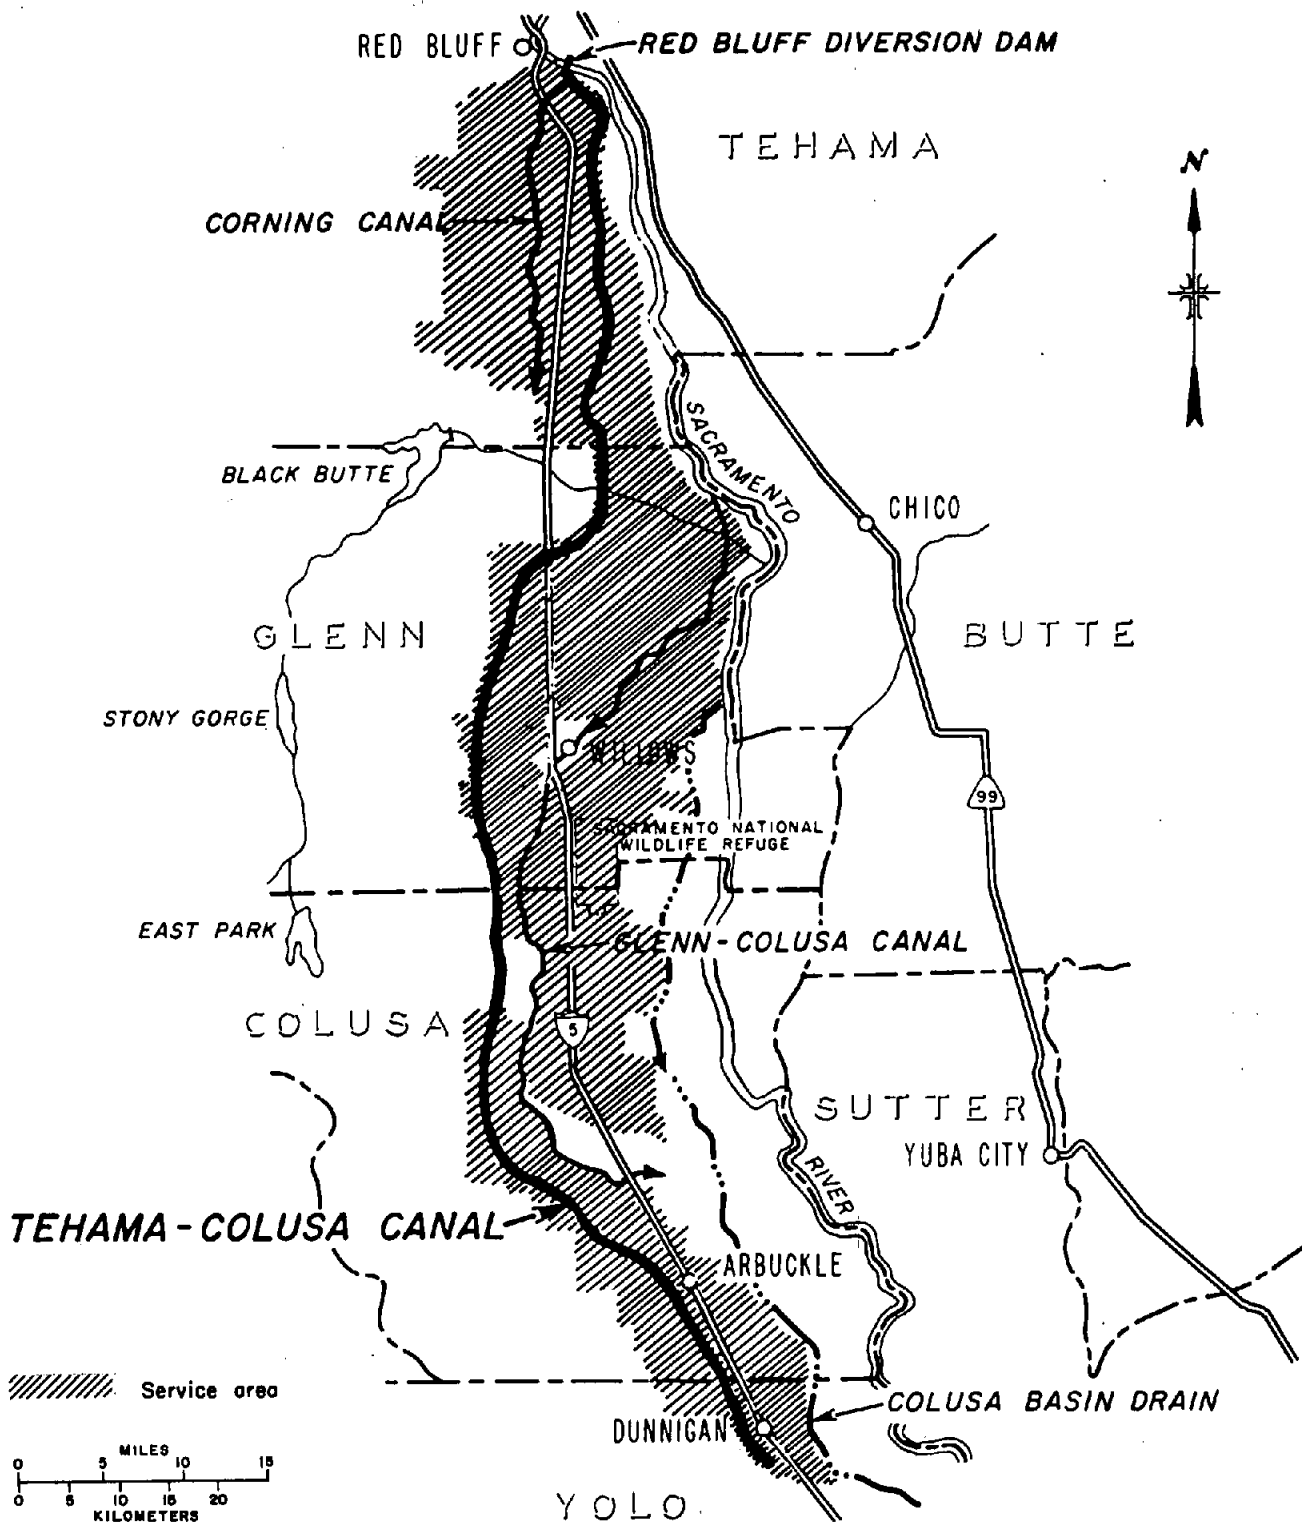 RED BLUFF
RED BLUFF DIVERSION DAM
TEHAMA
N
CORNING CANAL
SACRAMENTO
BLACK BUTTE
CHICO
GLENN
BUTTE
STONY GORGE
WILLOWS
99
SACRAMENTO NATIONAL
WILDLIFE REFUGE
EAST PARK
GLENN-COLUSA CANAL
COLUSA
5
SUTTER
YUBA CITY
RIVER
TEHAMA-COLUSA CANAL
ARBUCKLE
Service area
COLUSA BASIN DRAIN
DUNNIGAN
MILES
0 5 10 15
0 5 10 15 20
KILOMETERS
YOLO